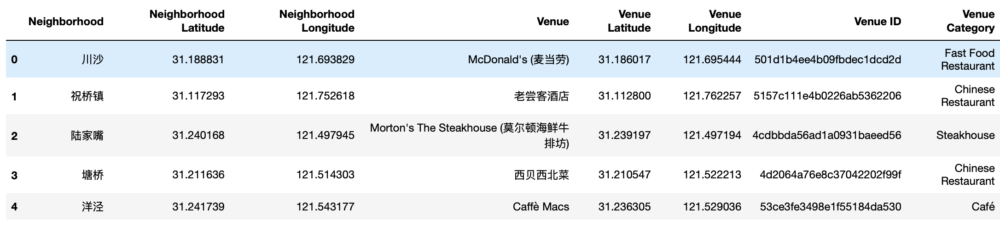 Neighborhood Neighborhood Latitude Neighborhood Longitude Venue Venue Latitude Venue Longitude Venue ID Venue Category
0 川沙 31.188831 121.693829 McDonald's (麦当劳) 31.186017 121.695444 501d1b4ee4b09fbdec1dcd2d Fast Food Restaurant
1 祝桥镇 31.117293 121.752618 老尝客酒店 31.112800 121.762257 5157c111e4b0226ab5362206 Chinese Restaurant
2 陆家嘴 31.240168 121.497945 Morton's The Steakhouse (莫尔顿海鲜牛排坊) 31.239197 121.497194 4cdbbda56ad1a0931baeed56 Steakhouse
3 塘桥 31.211636 121.514303 西贝西北菜 31.210547 121.522213 4d2064a76e8c37042202f99f Chinese Restaurant
4 洋泾 31.241739 121.543177 Caffè Macs 31.236305 121.529036 53ce3fe3498e1f55184da530 Café